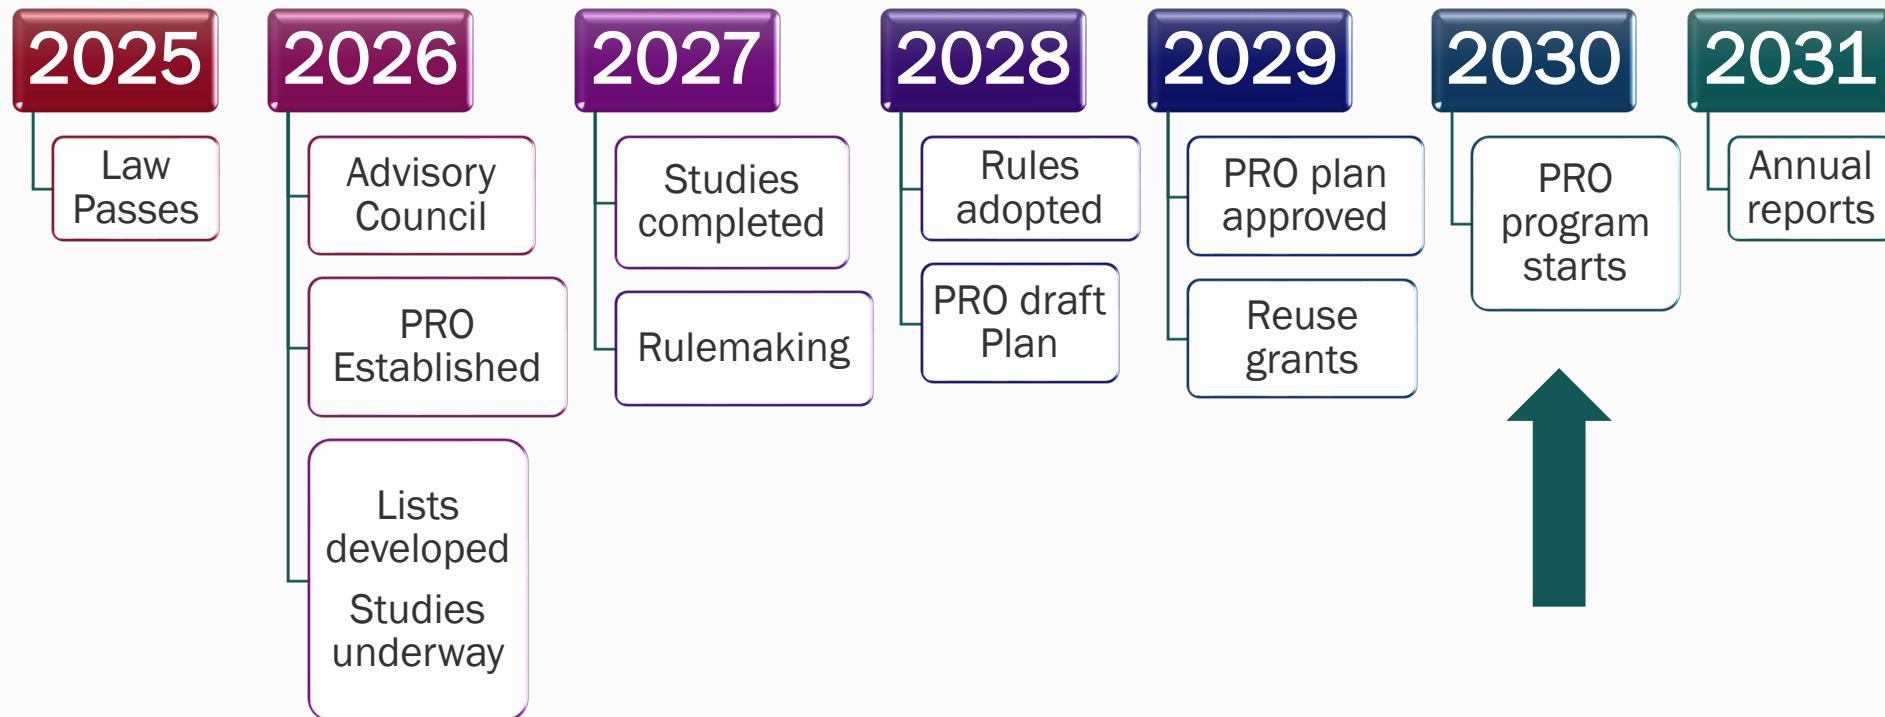 2025
Law
Passes
2026
Advisory
Council
PRO
Established
Lists
developed
Studies
underway
2027
Studies
completed
Rulemaking
2028
Rules
adopted
PRO draft
Plan
2029
PRO plan
approved
Reuse
grants
2030
PRO
program
starts
2031
Annual
reports